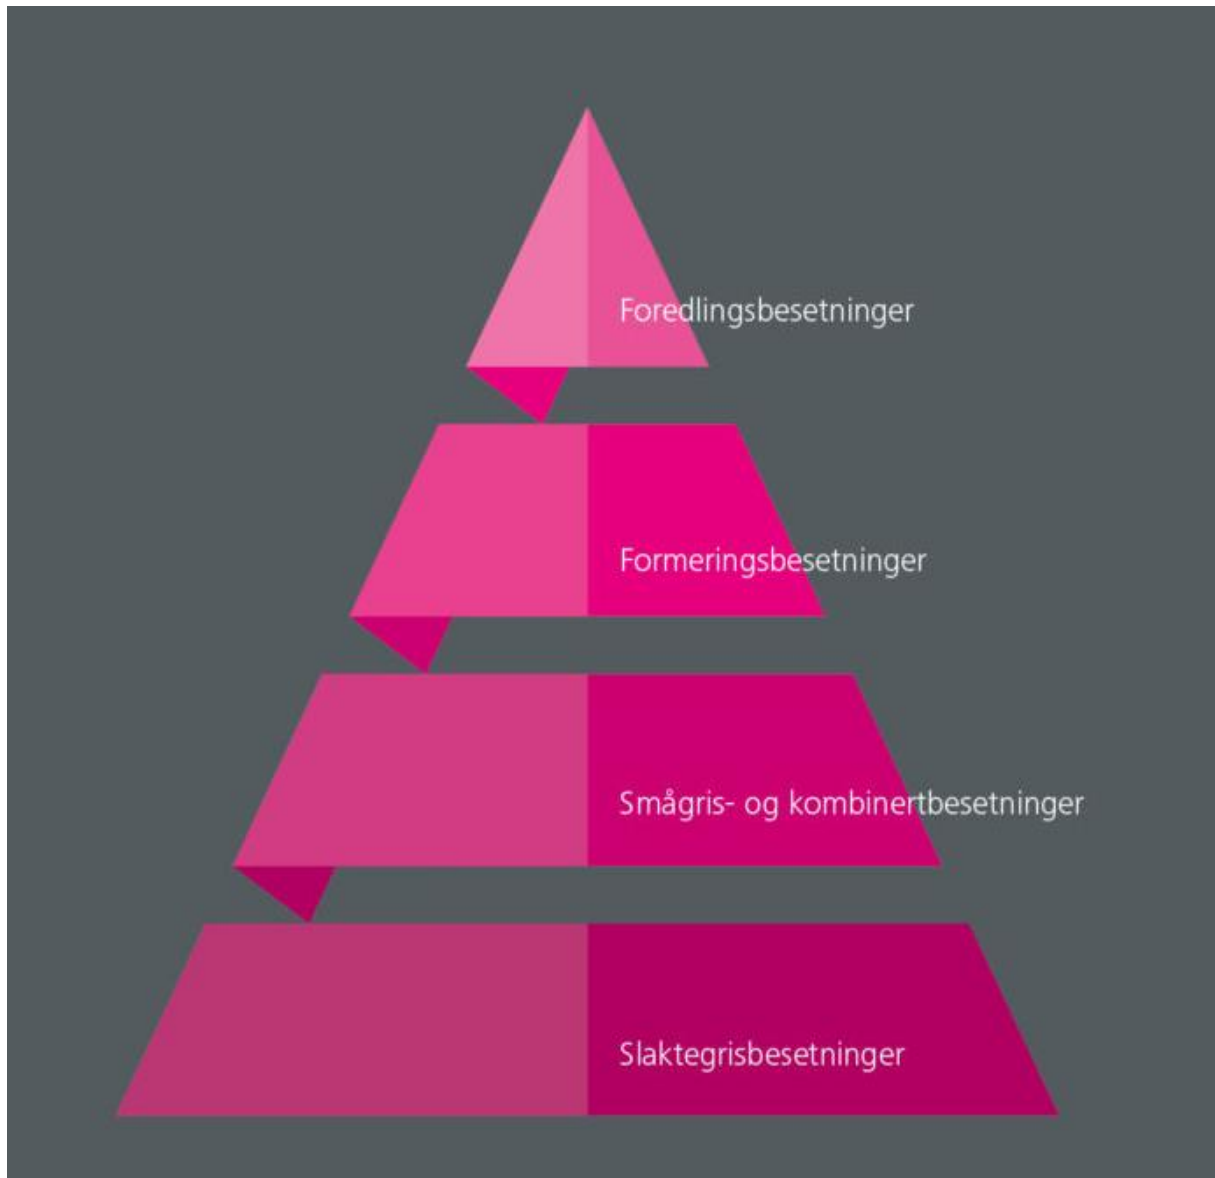 Foredlingsbesetninger
Formeringsbesetninger
Smågris- og kombinertbesetninger
Slaktegrisbesetninger